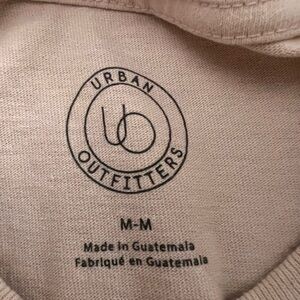 URBAN
UO
OUTFITTERS
M-M
Made in Guatemala
Fabriqué en Guatemala